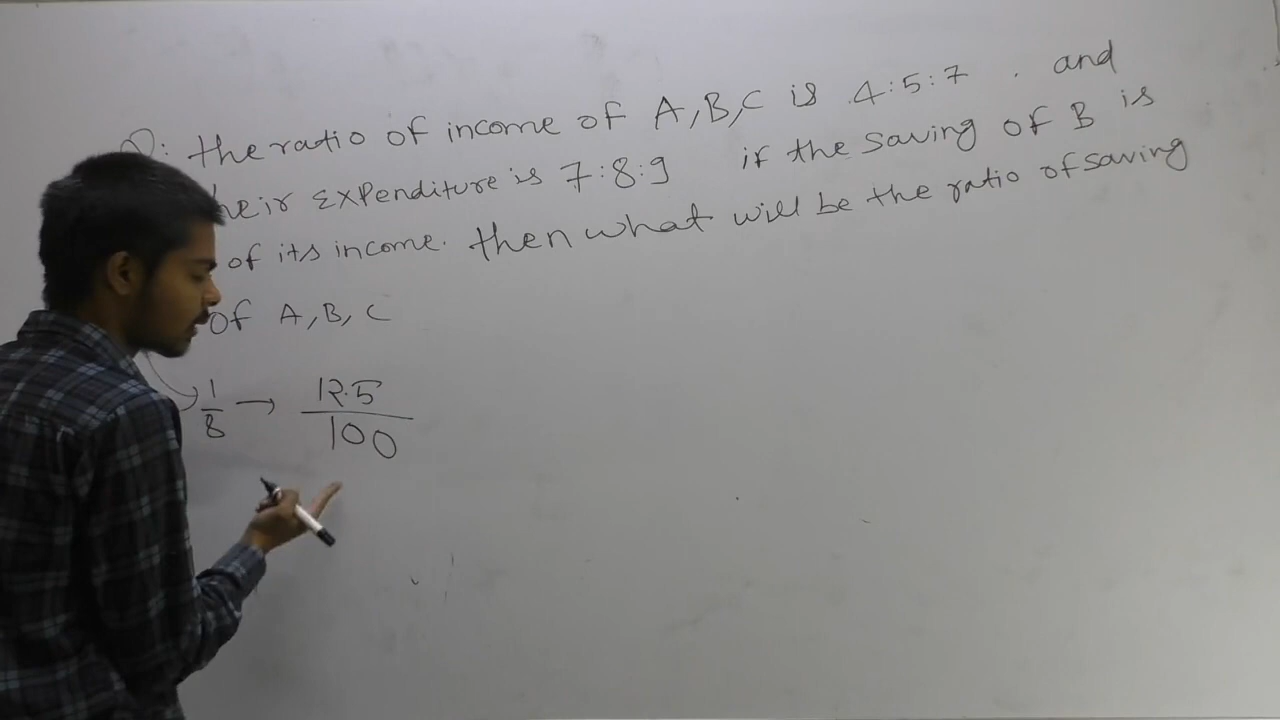 Q: the ratio of income of A,B,C is 4:5:7 . and
heir Expenditure is 7:8:9 if the saving of B is
of its income. then what will be the ratio of saving
of A, B, C
1/8 → 12.5/100